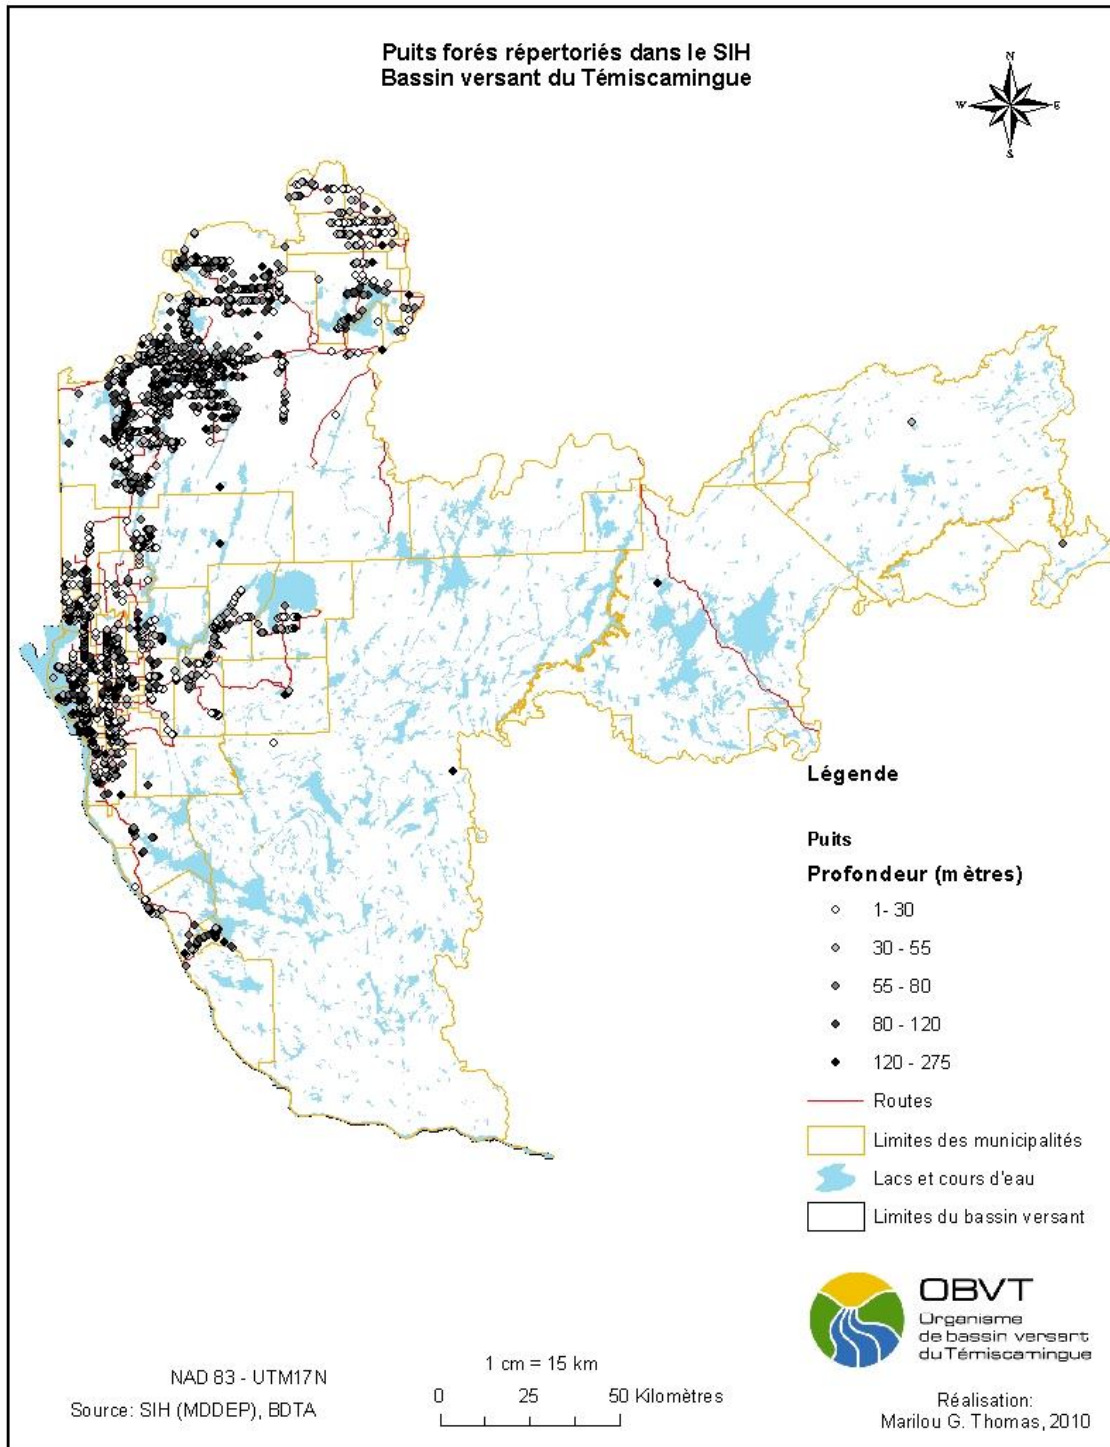 Puits forés répertoriés dans le SIH
Bassin versant du Témiscamingue
N
W
E
S
Légende
Puits
Profondeur (mètres)
1- 30
30 - 55
55 - 80
80 - 120
120 - 275
Routes
Limites des municipalités
Lacs et cours d'eau
Limites du bassin versant
OBVT
Organisme
de bassin versant
du Témiscamingue
NAD 83 - UTM17N
Source: SIH (MDDEP), BDTA
1 cm = 15 km
0 25 50 Kilomètres
Réalisation:
Marilou G. Thomas, 2010